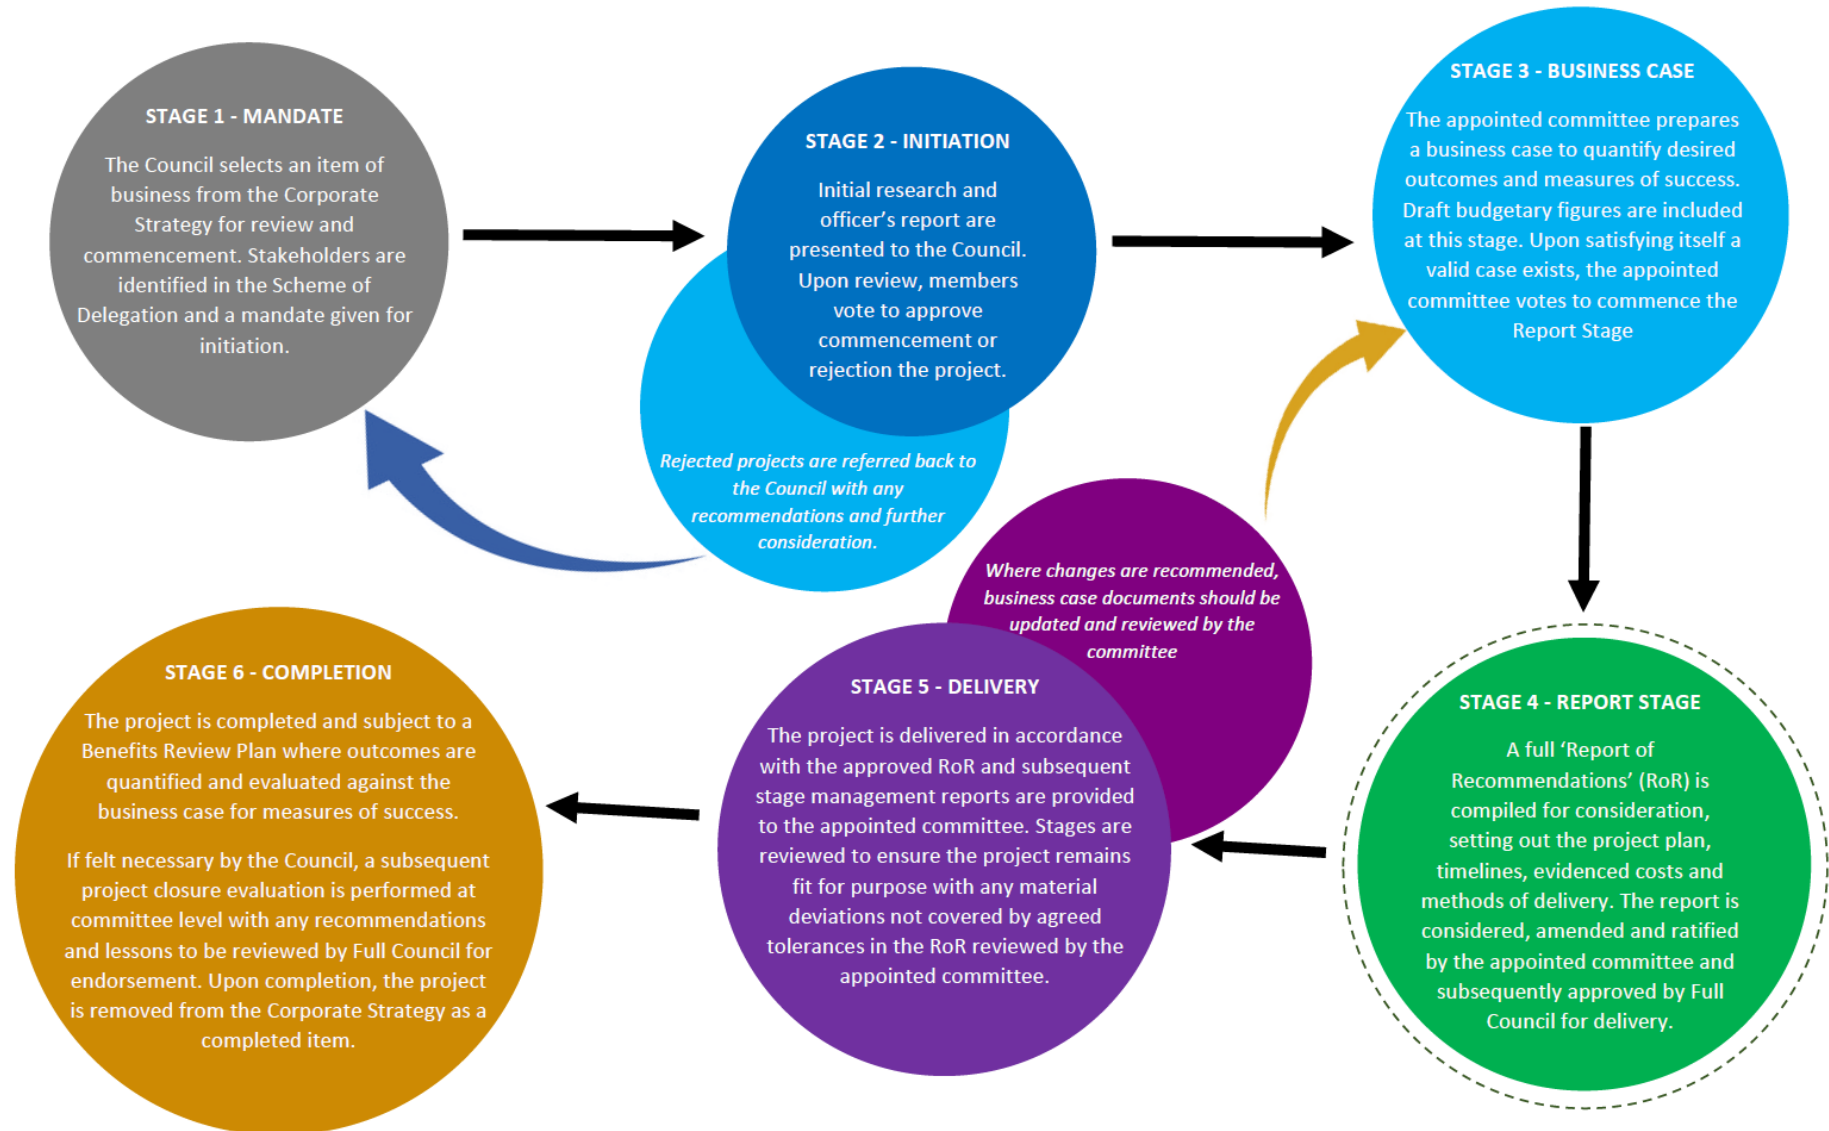 STAGE 1 - MANDATE
The Council selects an item of
business from the Corporate
Strategy for review and
commencement. Stakeholders are
identified in the Scheme of
Delegation and a mandate given for
initiation.
STAGE 2 - INITIATION
Initial research and
officer's report are
presented to the Council.
Upon review, members
vote to approve
commencement or
rejection the project.
Rejected projects are referred back to
the Council with any
recommendations and further
consideration.
STAGE 3 - BUSINESS CASE
The appointed committee prepares
a business case to quantify desired
outcomes and measures of success.
Draft budgetary figures are included
at this stage. Upon satisfying itself a
valid case exists, the appointed
committee votes to commence the
Report Stage
STAGE 4 - REPORT STAGE
A full ‘Report of
Recommendations’ (RoR) is
compiled for consideration,
setting out the project plan,
timelines, evidenced costs and
methods of delivery. The report is
considered, amended and ratified
by the appointed committee and
subsequently approved by Full
Council for delivery.
Where changes are recommended,
business case documents should be
updated and reviewed by the
committee
STAGE 5 - DELIVERY
The project is delivered in accordance
with the approved RoR and subsequent
stage management reports are provided
to the appointed committee. Stages are
reviewed to ensure the project remains
fit for purpose with any material
deviations not covered by agreed
tolerances in the RoR reviewed by the
appointed committee.
STAGE 6 - COMPLETION
The project is completed and subject to a
Benefits Review Plan where outcomes are
quantified and evaluated against the
business case for measures of success.
If felt necessary by the Council, a subsequent
project closure evaluation is performed at
committee level with any recommendations
and lessons to be reviewed by Full Council for
endorsement. Upon completion, the project
is removed from the Corporate Strategy as a
completed item.